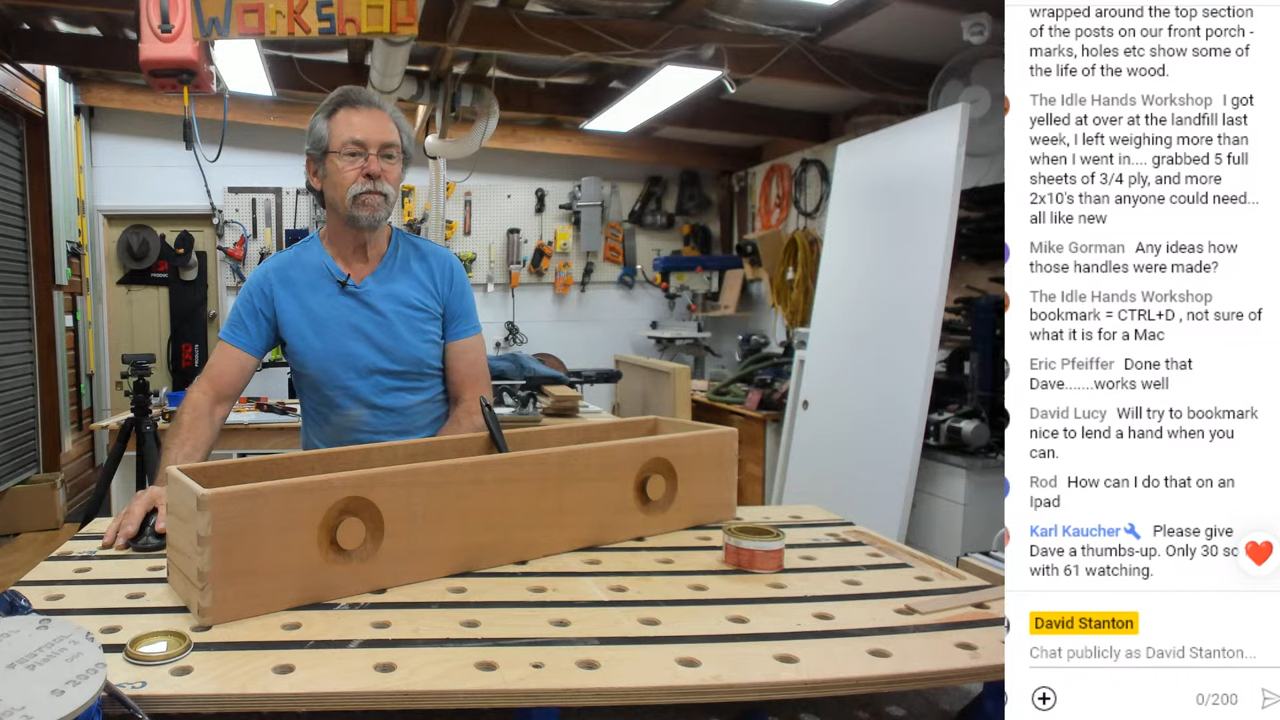 Workshop
wrapped around the top section
of the posts on our front porch -
marks, holes etc show some of
the life of the wood.
The Idle Hands Workshop I got
yelled at over at the landfill last
week, I left weighing more than
when I went in.... grabbed 5 full
sheets of 3/4 ply, and more
2x10's than anyone could need...
all like new
Mike Gorman Any ideas how
those handles were made?
The Idle Hands Workshop
bookmark = CTRL+D , not sure of
what it is for a Mac
Eric Pfeiffer Done that
Dave.......works well
David Lucy Will try to bookmark
nice to lend a hand when you
can.
Rod How can I do that on an
Ipad
Karl Kaucher Please give
Dave a thumbs-up. Only 30 so
with 61 watching.
David Stanton
Chat publicly as David Stanton...
0/200
FESTOOL
Platin 2
S 2000